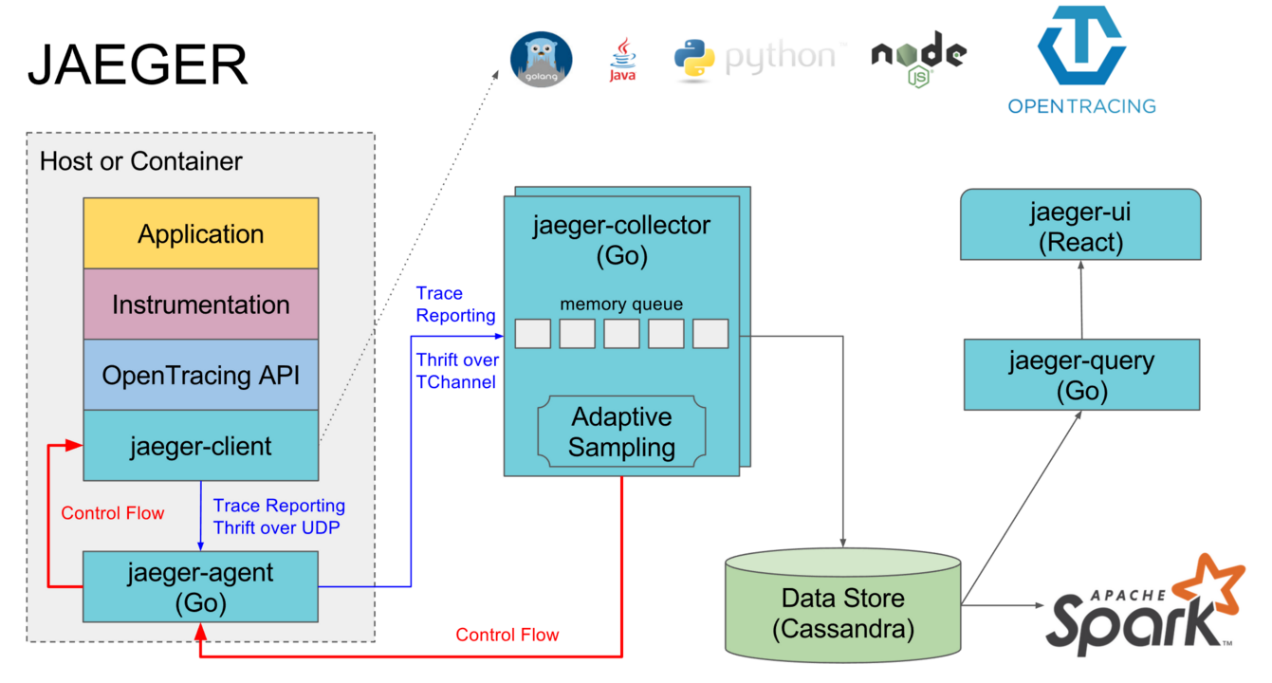 JAEGER
golang
Java
python
node
JS
OPENTRACING
Host or Container
Application
Instrumentation
OpenTracing API
jaeger-client
Control Flow
Trace Reporting
Thrift over UDP
jaeger-agent
(Go)
Trace
Reporting
Thrift over
TChannel
jaeger-collector
(Go)
memory queue
Adaptive
Sampling
Control Flow
jaeger-ui
(React)
jaeger-query
(Go)
Data Store
(Cassandra)
APACHE
Spark
TM